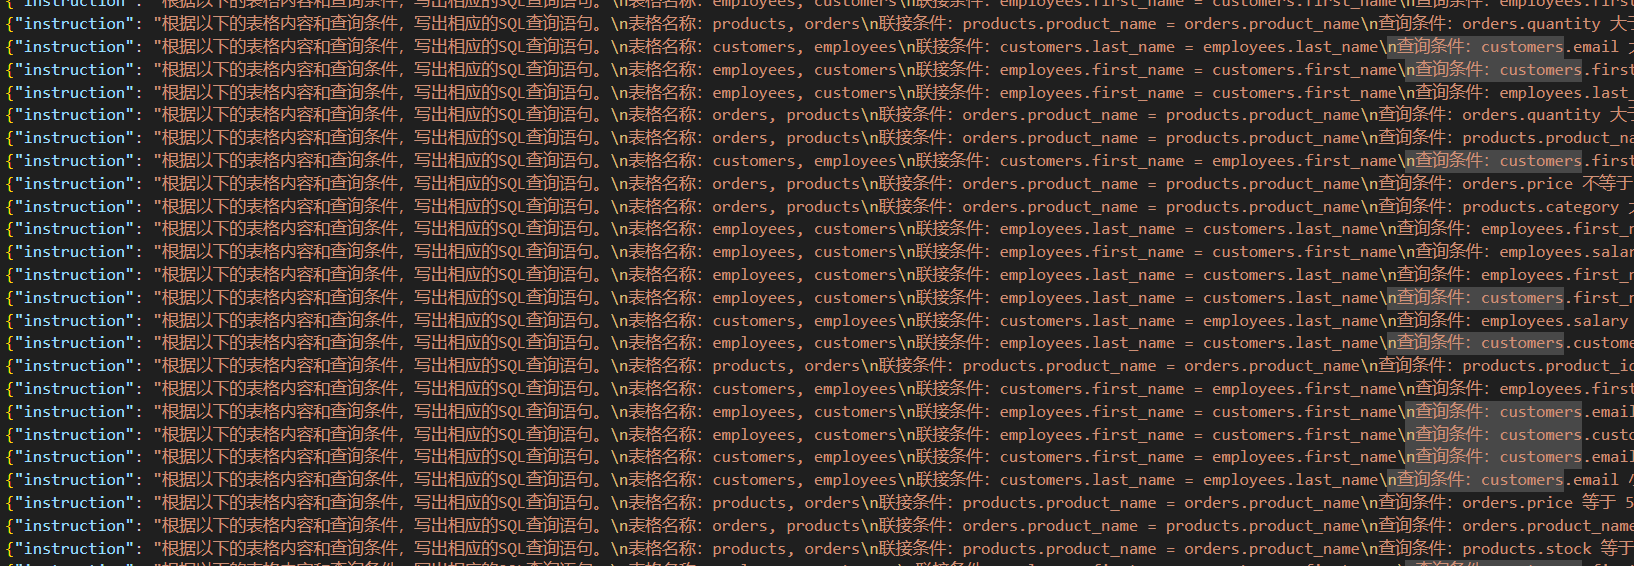 {"instruction": "根据以下的表格内容和查询条件，写出相应的SQL查询语句。\n表格名称：employees, customers\n联接条件：employees.first_name = customers.first_name\n查询条件：employees.first
{"instruction": "根据以下的表格内容和查询条件，写出相应的SQL查询语句。\n表格名称：products, orders\n联接条件：products.product_name = orders.product_name\n查询条件：orders.quantity 大于
{"instruction": "根据以下的表格内容和查询条件，写出相应的SQL查询语句。\n表格名称：customers, employees\n联接条件：customers.last_name = employees.last_name\n查询条件：customers.email
{"instruction": "根据以下的表格内容和查询条件，写出相应的SQL查询语句。\n表格名称：employees, customers\n联接条件：employees.first_name = customers.first_name\n查询条件：customers.first
{"instruction": "根据以下的表格内容和查询条件，写出相应的SQL查询语句。\n表格名称：employees, customers\n联接条件：employees.first_name = customers.first_name\n查询条件：employees.last_
{"instruction": "根据以下的表格内容和查询条件，写出相应的SQL查询语句。\n表格名称：orders, products\n联接条件：orders.product_name = products.product_name\n查询条件：orders.quantity 大于
{"instruction": "根据以下的表格内容和查询条件，写出相应的SQL查询语句。\n表格名称：orders, products\n联接条件：orders.product_name = products.product_name\n查询条件：products.product_na
{"instruction": "根据以下的表格内容和查询条件，写出相应的SQL查询语句。\n表格名称：customers, employees\n联接条件：customers.first_name = employees.first_name\n查询条件：customers.first
{"instruction": "根据以下的表格内容和查询条件，写出相应的SQL查询语句。\n表格名称：orders, products\n联接条件：orders.product_name = products.product_name\n查询条件：orders.price 不等于
{"instruction": "根据以下的表格内容和查询条件，写出相应的SQL查询语句。\n表格名称：orders, products\n联接条件：orders.product_name = products.product_name\n查询条件：products.category
{"instruction": "根据以下的表格内容和查询条件，写出相应的SQL查询语句。\n表格名称：employees, customers\n联接条件：employees.last_name = customers.last_name\n查询条件：employees.first_n
{"instruction": "根据以下的表格内容和查询条件，写出相应的SQL查询语句。\n表格名称：employees, customers\n联接条件：employees.first_name = customers.first_name\n查询条件：employees.salar
{"instruction": "根据以下的表格内容和查询条件，写出相应的SQL查询语句。\n表格名称：employees, customers\n联接条件：employees.last_name = customers.last_name\n查询条件：employees.first_n
{"instruction": "根据以下的表格内容和查询条件，写出相应的SQL查询语句。\n表格名称：employees, customers\n联接条件：employees.last_name = customers.last_name\n查询条件：customers.first_n
{"instruction": "根据以下的表格内容和查询条件，写出相应的SQL查询语句。\n表格名称：customers, employees\n联接条件：customers.last_name = employees.last_name\n查询条件：employees.salary
{"instruction": "根据以下的表格内容和查询条件，写出相应的SQL查询语句。\n表格名称：employees, customers\n联接条件：employees.last_name = customers.last_name\n查询条件：customers.custome
{"instruction": "根据以下的表格内容和查询条件，写出相应的SQL查询语句。\n表格名称：products, orders\n联接条件：products.product_name = orders.product_name\n查询条件：products.product_id
{"instruction": "根据以下的表格内容和查询条件，写出相应的SQL查询语句。\n表格名称：customers, employees\n联接条件：customers.first_name = employees.first_name\n查询条件：employees.first
{"instruction": "根据以下的表格内容和查询条件，写出相应的SQL查询语句。\n表格名称：employees, customers\n联接条件：employees.first_name = customers.first_name\n查询条件：customers.email
{"instruction": "根据以下的表格内容和查询条件，写出相应的SQL查询语句。\n表格名称：employees, customers\n联接条件：employees.first_name = customers.first_name\n查询条件：customers.custo
{"instruction": "根据以下的表格内容和查询条件，写出相应的SQL查询语句。\n表格名称：customers, employees\n联接条件：customers.first_name = employees.first_name\n查询条件：customers.email
{"instruction": "根据以下的表格内容和查询条件，写出相应的SQL查询语句。\n表格名称：customers, employees\n联接条件：customers.last_name = employees.last_name\n查询条件：customers.email
{"instruction": "根据以下的表格内容和查询条件，写出相应的SQL查询语句。\n表格名称：products, orders\n联接条件：products.product_name = orders.product_name\n查询条件：orders.price 等于 5
{"instruction": "根据以下的表格内容和查询条件，写出相应的SQL查询语句。\n表格名称：orders, products\n联接条件：orders.product_name = products.product_name\n查询条件：orders.product_name
{"instruction": "根据以下的表格内容和查询条件，写出相应的SQL查询语句。\n表格名称：products, orders\n联接条件：products.product_name = orders.product_name\n查询条件：products.stock 等于